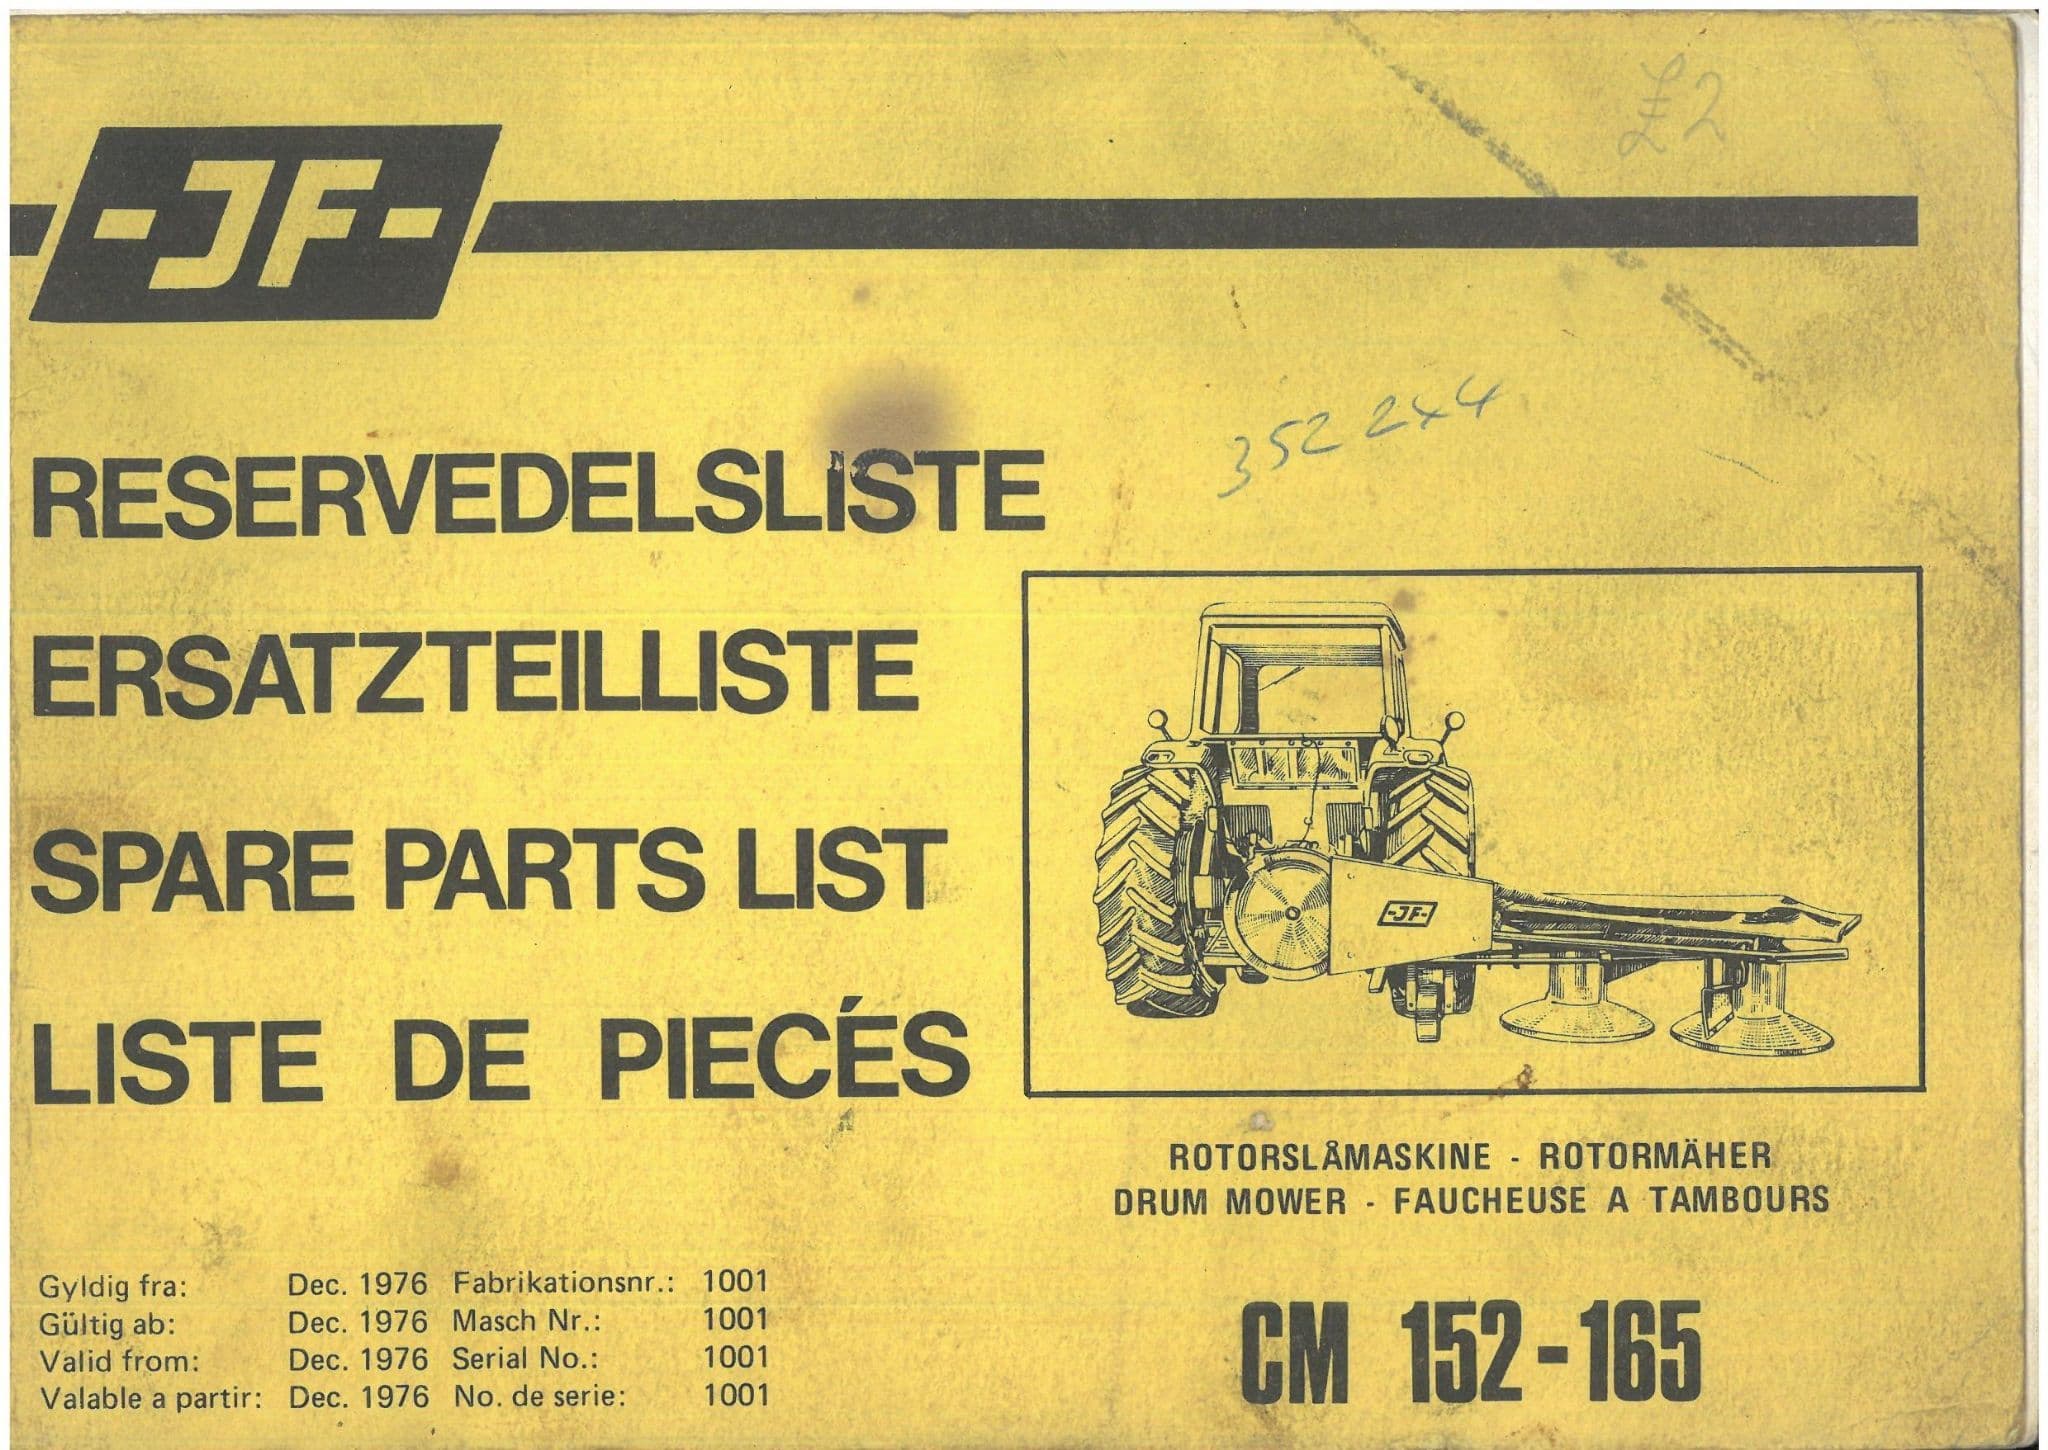 £2
-JF-
352 2x4
RESERVEDELSLISTE
ERSATZTEILLISTE
SPARE PARTS LIST
LISTE DE PIECÉS
-JF-
ROTORSLÅMASKINE - ROTORMÄHER
DRUM MOWER - FAUCHEUSE A TAMBOURS
CM 152-165
Gyldig fra: Dec. 1976 Fabrikationsnr.: 1001
Gültig ab: Dec. 1976 Masch Nr.: 1001
Valid from: Dec. 1976 Serial No.: 1001
Valable a partir: Dec. 1976 No. de serie: 1001